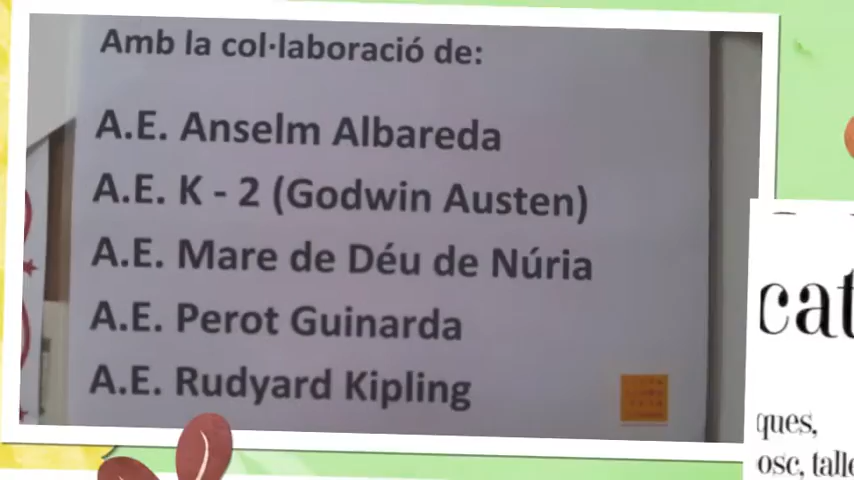 Amb la col·laboració de:
A.E. Anselm Albareda
A.E. K - 2 (Godwin Austen)
A.E. Mare de Déu de Núria
A.E. Perot Guinarda
A.E. Rudyard Kipling
cat
ques,
osc, talle